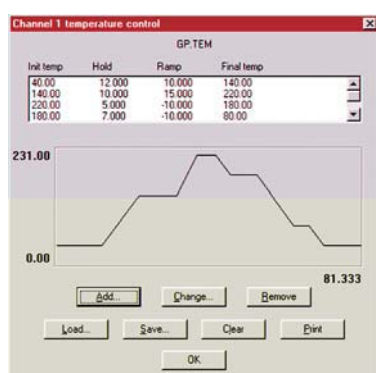 Channel 1 temperature control
GP.TEM
Init temp Hold Ramp Final temp
40.00 12.000 10.000 140.00
140.00 10.000 15.000 220.00
220.00 5.000 -10.000 180.00
180.00 7.000 -10.000 80.00
231.00
0.00
81.333
Add... Change... Remove
Load... Save... Clear Print
OK